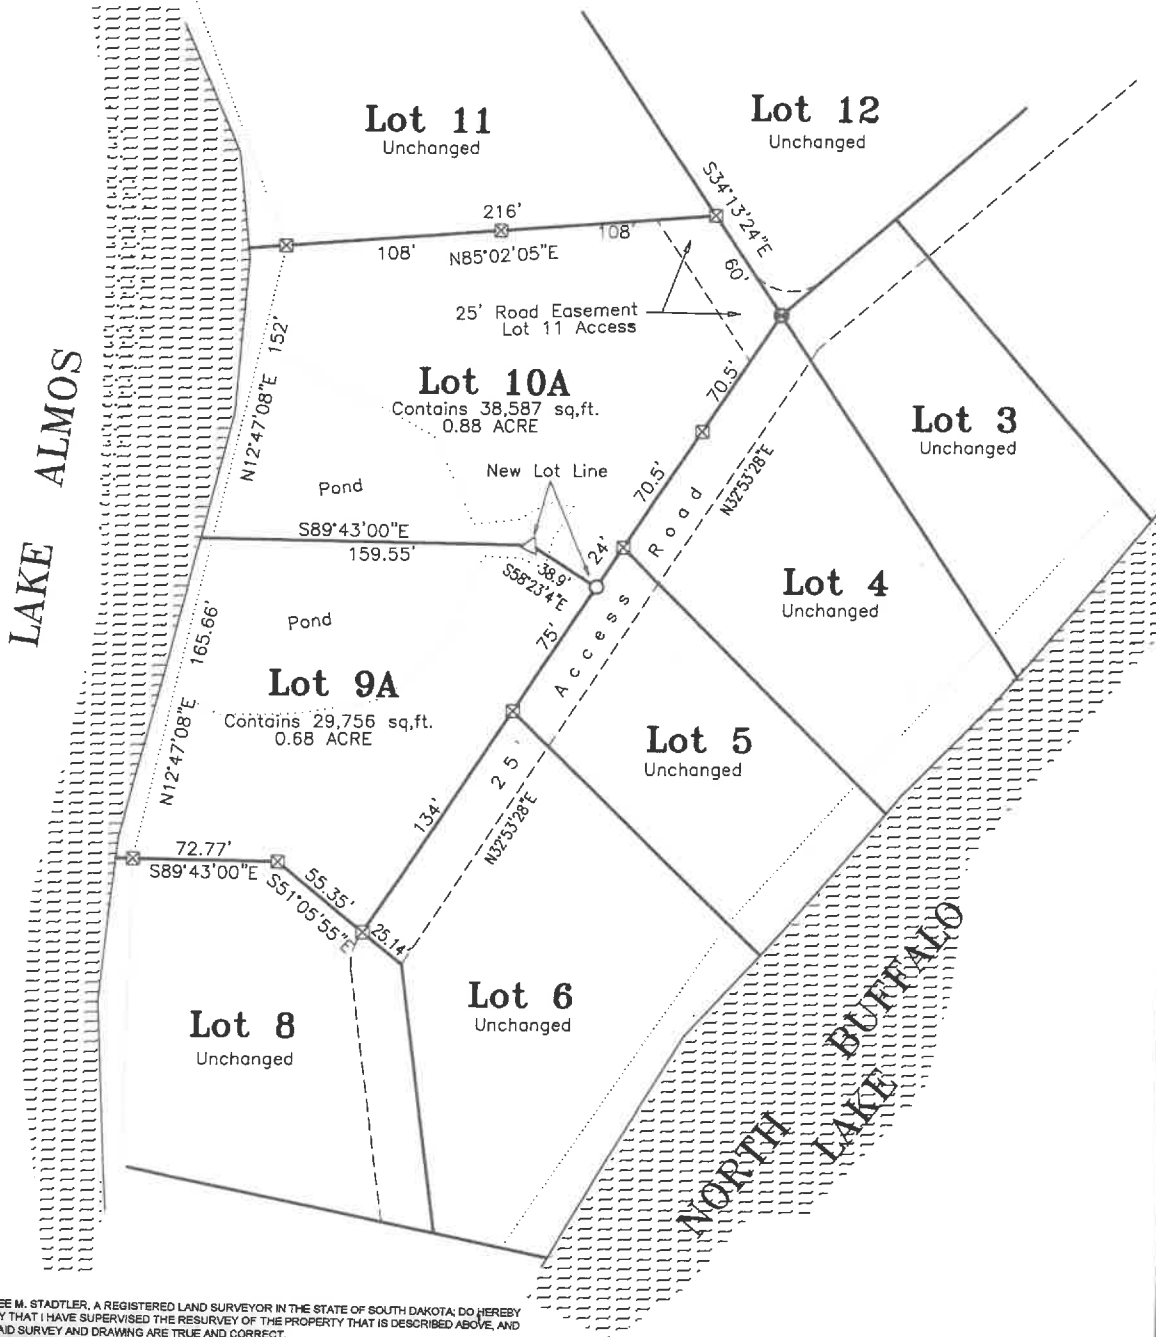 Lot 11
Unchanged
Lot 12
Unchanged
S34°13'24"E
60'
216'
108'
108'
N85°02'05"E
25' Road Easement
Lot 11 Access
152'
N12°47'08"E
LAKE ALMOS
Lot 10A
Contains 38,587 sq,ft.
0.88 ACRE
70.5'
70.5'
Lot 3
Unchanged
New Lot Line
Pond
N32°53'28"E
S89°43'00"E
159.55'
38.9'
S58°23'4"E
24'
Access Road
Lot 4
Unchanged
165.66'
N12°47'08"E
Pond
75'
Lot 9A
Contains 29,756 sq,ft.
0.68 ACRE
Lot 5
Unchanged
25'
134'
N32°53'28"E
72.77'
S89°43'00"E
55.35'
S51°05'55"E
25.14'
Lot 8
Unchanged
Lot 6
Unchanged
NORTH BUFFALO
LAKE
EE M. STADTLER, A REGISTERED LAND SURVEYOR IN THE STATE OF SOUTH DAKOTA; DO HEREBY
Y THAT I HAVE SUPERVISED THE RESURVEY OF THE PROPERTY THAT IS DESCRIBED ABOVE, AND
AID SURVEY AND DRAWING ARE TRUE AND CORRECT.